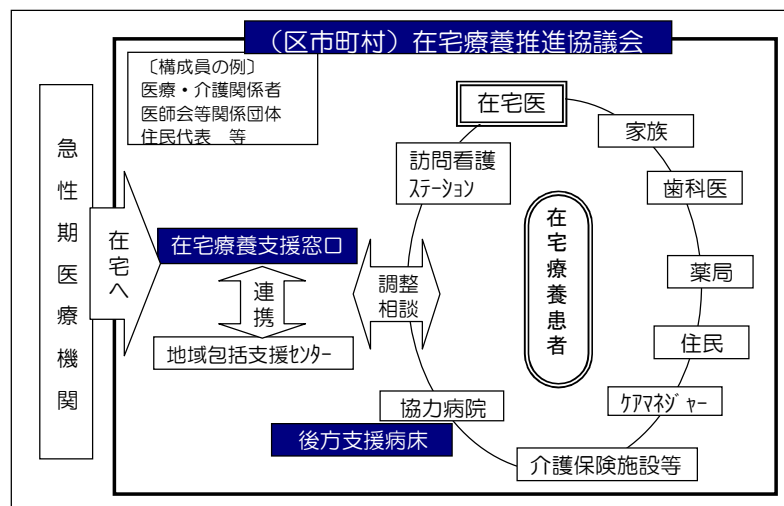 （区市町村）在宅療養推進協議会
〔構成員の例〕
医療・介護関係者
医師会等関係団体
住民代表　等
急性期医療機関
在宅へ
在宅療養支援窓口
連携
地域包括支援ｾﾝﾀｰ
調整
相談
在宅医
訪問看護
ｽﾃｰｼｮﾝ
家族
歯科医
薬局
住民
ｹｱﾏﾈｼﾞｬｰ
介護保険施設等
協力病院
後方支援病床
在宅療養患者